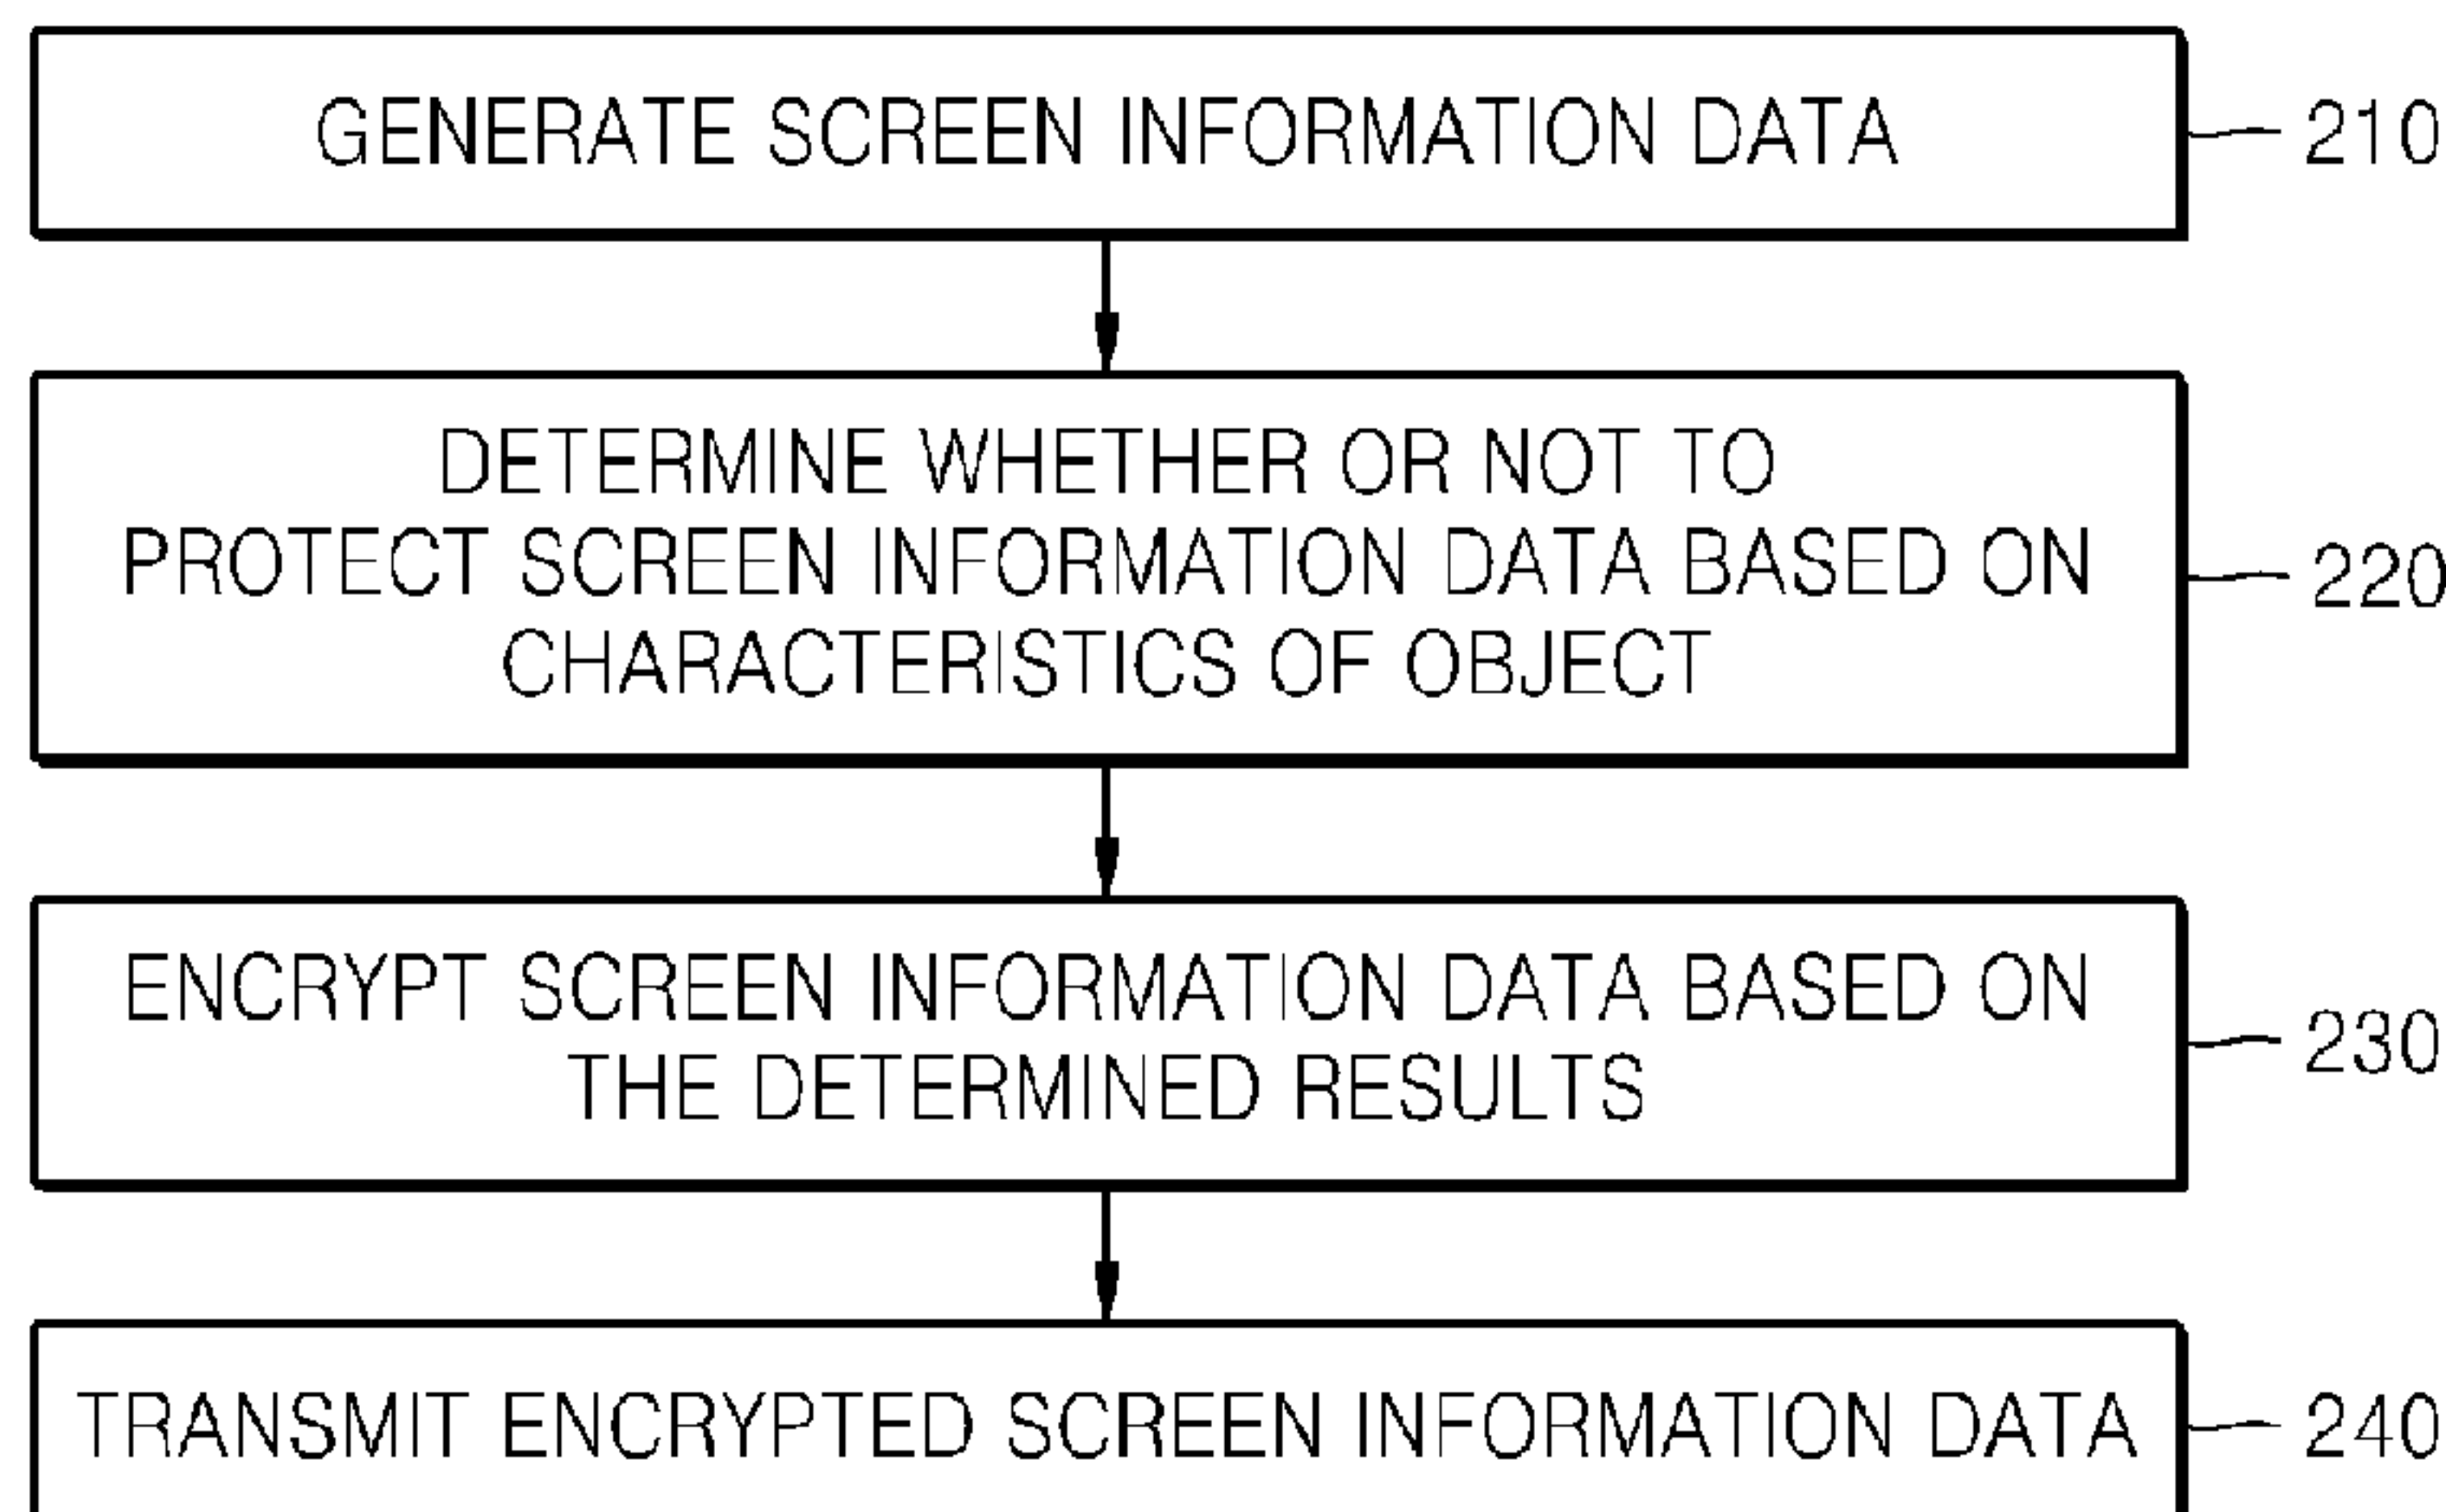 GENERATE SCREEN INFORMATION DATA
210
DETERMINE WHETHER OR NOT TO
PROTECT SCREEN INFORMATION DATA BASED ON
CHARACTERISTICS OF OBJECT
220
ENCRYPT SCREEN INFORMATION DATA BASED ON
THE DETERMINED RESULTS
230
TRANSMIT ENCRYPTED SCREEN INFORMATION DATA
240